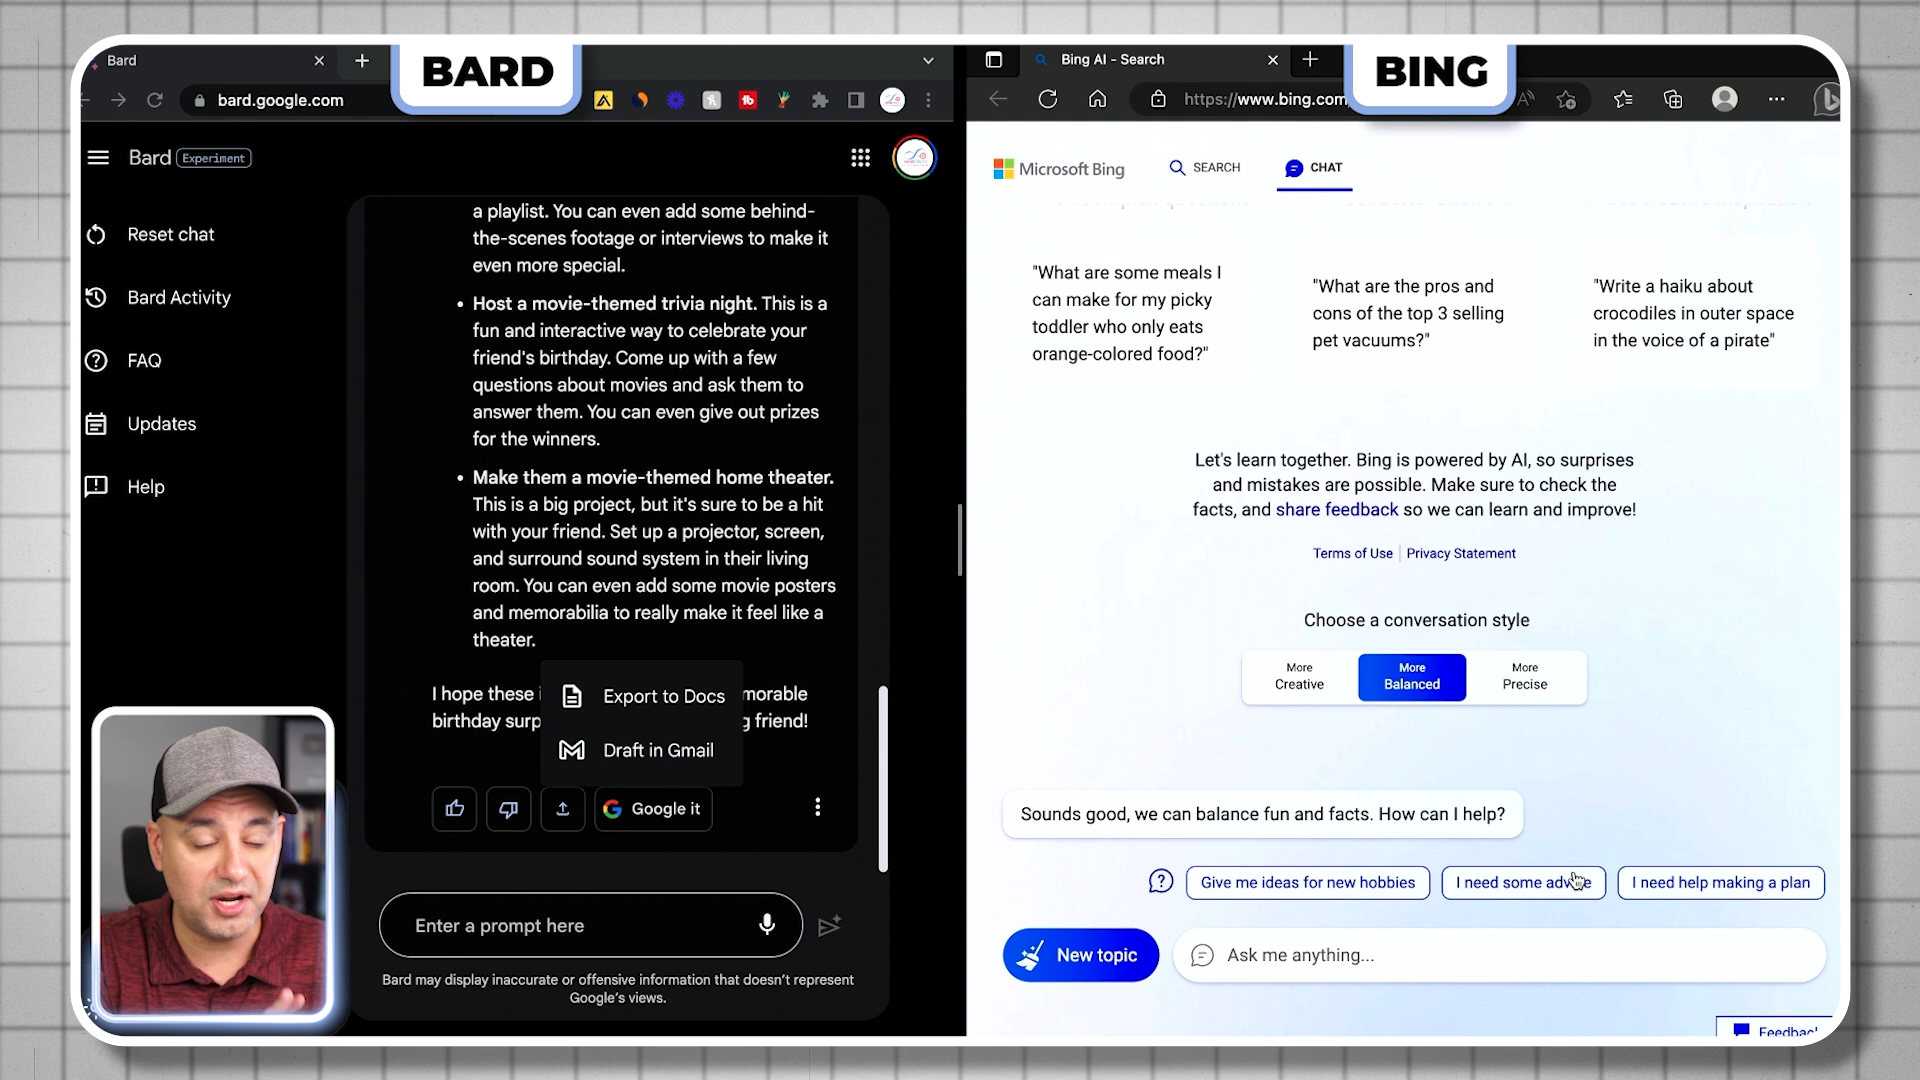 Bard
BARD
bard.google.com
Bard Experiment
Reset chat
Bard Activity
FAQ
Updates
Help
a playlist. You can even add some behind-
the-scenes footage or interviews to make it
even more special.
• Host a movie-themed trivia night. This is a
fun and interactive way to celebrate your
friend's birthday. Come up with a few
questions about movies and ask them to
answer them. You can even give out prizes
for the winners.
• Make them a movie-themed home theater.
This is a big project, but it's sure to be a hit
with your friend. Set up a projector, screen,
and surround sound system in their living
room. You can even add some movie posters
and memorabilia to really make it feel like a
theater.
I hope these
birthday surp
friend!
Export to Docs
Draft in Gmail
Google it
Enter a prompt here
Bard may display inaccurate or offensive information that doesn't represent
Google's views.
Bing AI - Search
BING
https://www.bing.com
Microsoft Bing
SEARCH
CHAT
"What are some meals I
can make for my picky
toddler who only eats
orange-colored food?"
"What are the pros and
cons of the top 3 selling
pet vacuums?"
"Write a haiku about
crocodiles in outer space
in the voice of a pirate"
Let's learn together. Bing is powered by AI, so surprises
and mistakes are possible. Make sure to check the
facts, and share feedback so we can learn and improve!
Terms of Use | Privacy Statement
Choose a conversation style
More
Creative
More
Balanced
More
Precise
Sounds good, we can balance fun and facts. How can I help?
Give me ideas for new hobbies
I need some advice
I need help making a plan
New topic
Ask me anything...
Feedback